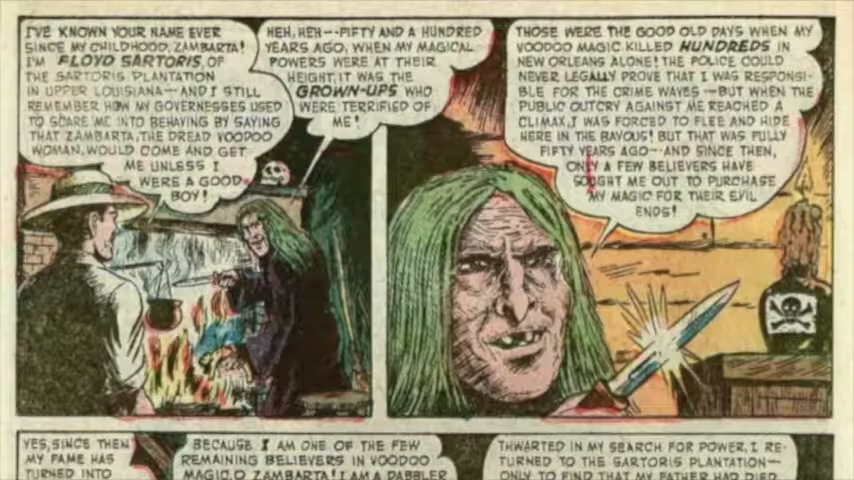 I'VE KNOWN YOUR NAME EVER
SINCE MY CHILDHOOD, ZAMBARTA!
I'M FLOYD SARTORIS, OF
THE SARTORIS PLANTATION
IN UPPER LOUISIANA--AND I STILL
REMEMBER HOW MY GOVERNESSES USED
TO SCARE ME INTO BEHAVING BY SAYING
THAT ZAMBARTA, THE DREAD VOODOO
WOMAN, WOULD COME AND GET
ME UNLESS I
WERE A GOOD
BOY!
HEH, HEH--FIFTY AND A HUNDRED
YEARS AGO, WHEN MY MAGICAL
POWERS WERE AT THEIR
HEIGHT, IT WAS THE
GROWN-UPS WHO
WERE TERRIFIED OF
ME!
THOSE WERE THE GOOD OLD DAYS WHEN MY
VOODOO MAGIC KILLED HUNDREDS IN
NEW ORLEANS ALONE! THE POLICE COULD
NEVER LEGALLY PROVE THAT I WAS RESPONSI-
BLE FOR THE CRIME WAVES--BUT WHEN THE
PUBLIC OUTCRY AGAINST ME REACHED A
CLIMAX, I WAS FORCED TO FLEE AND HIDE
HERE IN THE BAYOUS! BUT THAT WAS FULLY
FIFTY YEARS AGO--AND SINCE THEN,
ONLY A FEW BELIEVERS HAVE
SOUGHT ME OUT TO PURCHASE
MY MAGIC FOR THEIR EVIL
ENDS!
YES, SINCE THEN
MY FAME HAS
TURNED INTO
BECAUSE I AM ONE OF THE FEW
REMAINING BELIEVERS IN VOODOO
MAGIC, O ZAMBARTA! I AM A DABBLER
THWARTED IN MY SEARCH FOR POWER, I RE-
TURNED TO THE SARTORIS PLANTATION--
ONLY TO FIND THAT MY FATHER HAD DIED